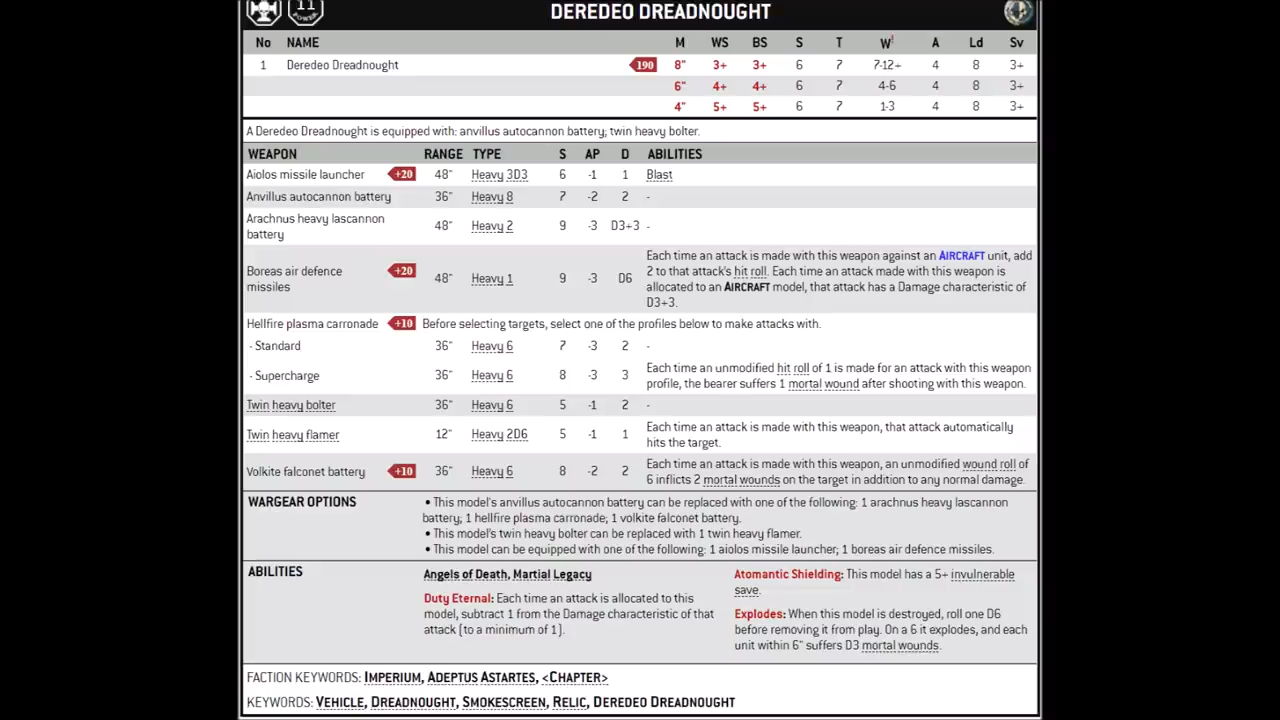 11 POWER DEREDEO DREADNOUGHT
No NAME M WS BS S T W! A Ld Sv
1 Deredeo Dreadnought 190 8" 3+ 3+ 6 7 7-12+ 4 8 3+
6" 4+ 4+ 6 7 4-6 4 8 3+
4" 5+ 5+ 6 7 1-3 4 8 3+
A Deredeo Dreadnought is equipped with: anvillus autocannon battery; twin heavy bolter.
WEAPON RANGE TYPE S AP D ABILITIES
Aiolos missile launcher +20 48" Heavy 3D3 6 -1 1 Blast
Anvillus autocannon battery 36" Heavy 8 7 -2 2 -
Arachnus heavy lascannon
battery 48" Heavy 2 9 -3 D3+3 -
Boreas air defence
missiles +20 48" Heavy 1 9 -3 D6
Each time an attack is made with this weapon against an AIRCRAFT unit, add
2 to that attack's hit roll. Each time an attack made with this weapon is
allocated to an AIRCRAFT model, that attack has a Damage characteristic of
D3+3.
Hellfire plasma carronade +10 Before selecting targets, select one of the profiles below to make attacks with.
- Standard 36" Heavy 6 7 -3 2 -
- Supercharge 36" Heavy 6 8 -3 3
Each time an unmodified hit roll of 1 is made for an attack with this weapon
profile, the bearer suffers 1 mortal wound after shooting with this weapon.
Twin heavy bolter 36" Heavy 6 5 -1 2 -
Twin heavy flamer 12" Heavy 2D6 5 -1 1
Each time an attack is made with this weapon, that attack automatically
hits the target.
Volkite falconet battery +10 36" Heavy 6 8 -2 2
Each time an attack is made with this weapon, an unmodified wound roll of
6 inflicts 2 mortal wounds on the target in addition to any normal damage.
WARGEAR OPTIONS
• This model's anvillus autocannon battery can be replaced with one of the following: 1 arachnus heavy lascannon
battery; 1 hellfire plasma carronade; 1 volkite falconet battery.
• This model's twin heavy bolter can be replaced with 1 twin heavy flamer.
• This model can be equipped with one of the following: 1 aiolos missile launcher; 1 boreas air defence missiles.
ABILITIES
Angels of Death, Martial Legacy
Duty Eternal: Each time an attack is allocated to this
model, subtract 1 from the Damage characteristic of that
attack (to a minimum of 1).
Atomantic Shielding: This model has a 5+ invulnerable
save.
Explodes: When this model is destroyed, roll one D6
before removing it from play. On a 6 it explodes, and each
unit within 6" suffers D3 mortal wounds.
FACTION KEYWORDS: IMPERIUM, ADEPTUS ASTARTES, <CHAPTER>
KEYWORDS: VEHICLE, DREADNOUGHT, SMOKESCREEN, RELIC, DEREDEO DREADNOUGHT